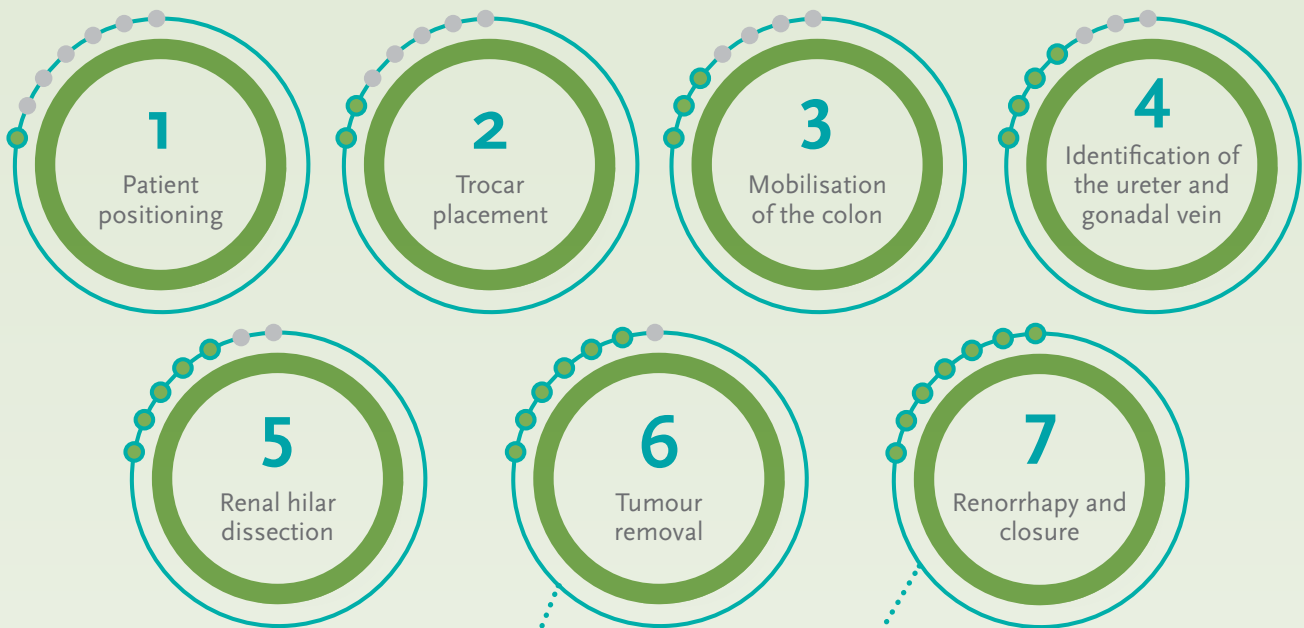 1
Patient
positioning
2
Trocar
placement
3
Mobilisation
of the colon
4
Identification of
the ureter and
gonadal vein
5
Renal hilar
dissection
6
Tumour
removal
7
Renorrhapy and
closure